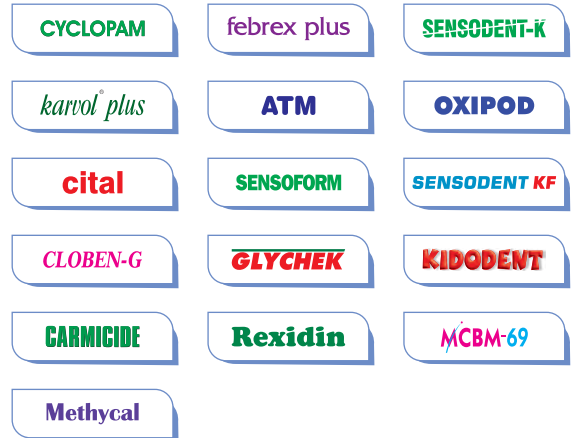 CYCLOPAM
febrex plus
SENSODENT-K
karvol® plus
ATM
OXIPOD
cital
SENSOFORM
SENSODENT KF
CLOBEN-G
GLYCHEK
KIDODENT
CARMICIDE
Rexidin
MCBM-69
Methycal